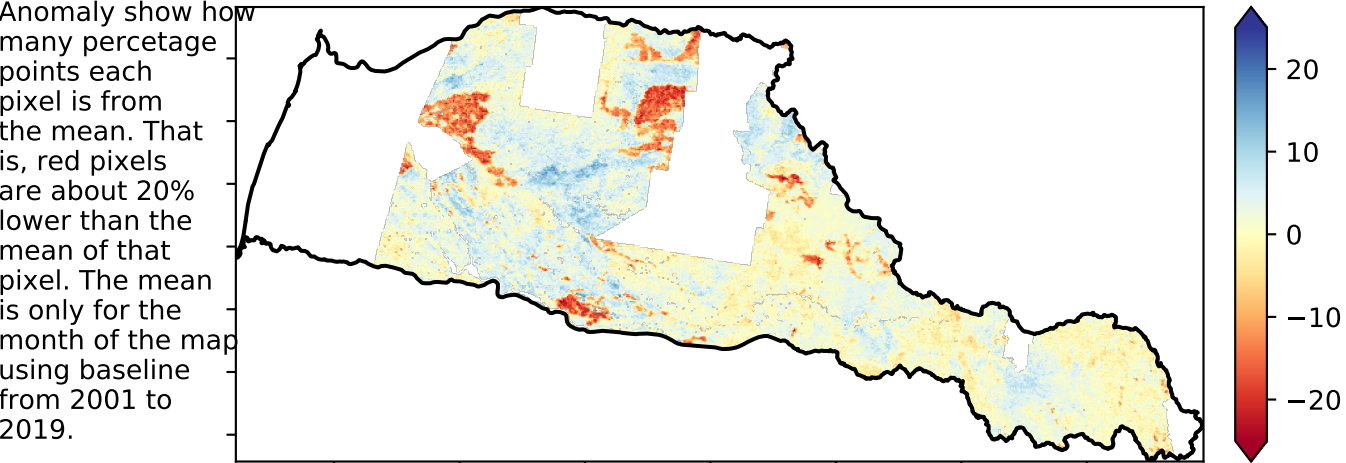 Anomaly show how
many percetage
points each
pixel is from
the mean. That
is, red pixels
are about 20%
lower than the
mean of that
pixel. The mean
is only for the
month of the map
using baseline
from 2001 to
2019.
20
10
0
−10
−20